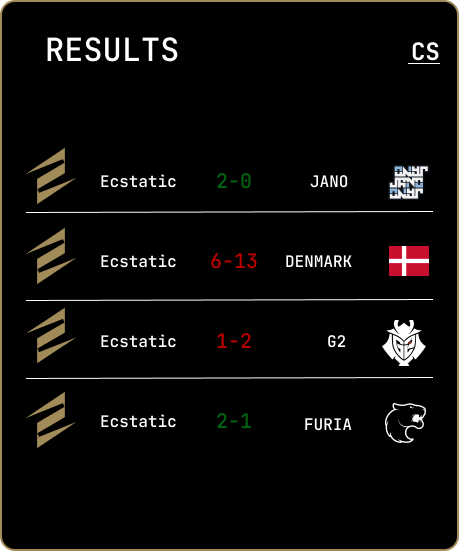 RESULTS CS
Ecstatic 2-0 JANO
Ecstatic 6-13 DENMARK
Ecstatic 1-2 G2
Ecstatic 2-1 FURIA